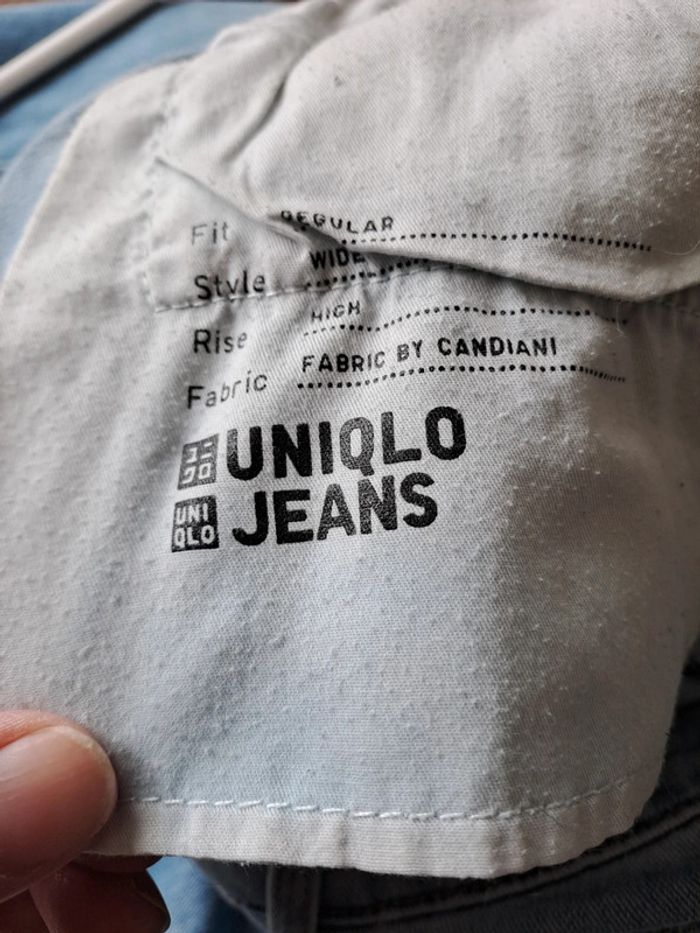 Fit REGULAR
Style WIDE
Rise HIGH
Fabric FABRIC BY CANDIANI
ユニクロ UNIQLO
UNIQLO JEANS